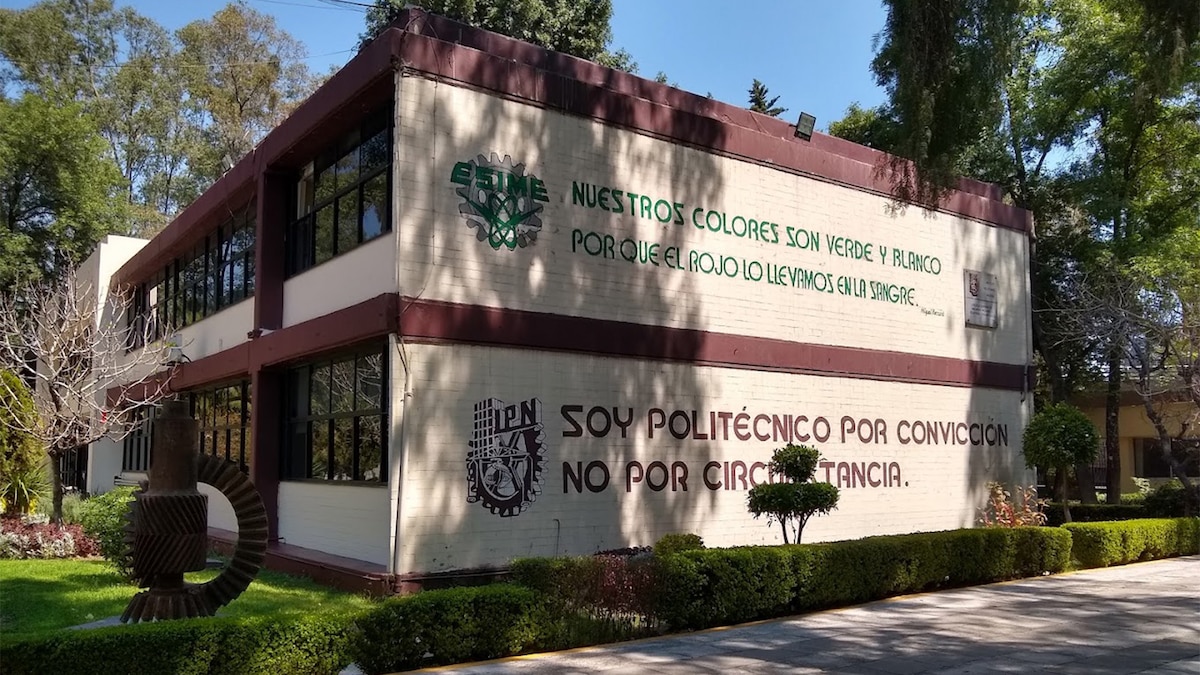 ESIME
NUESTROS COLORES SON VERDE Y BLANCO
POR QUE EL ROJO LO LLEVAMOS EN LA SANGRE.
IPN
SOY POLITÉCNICO POR CONVICCIÓN
NO POR CIRCU TANCIA.